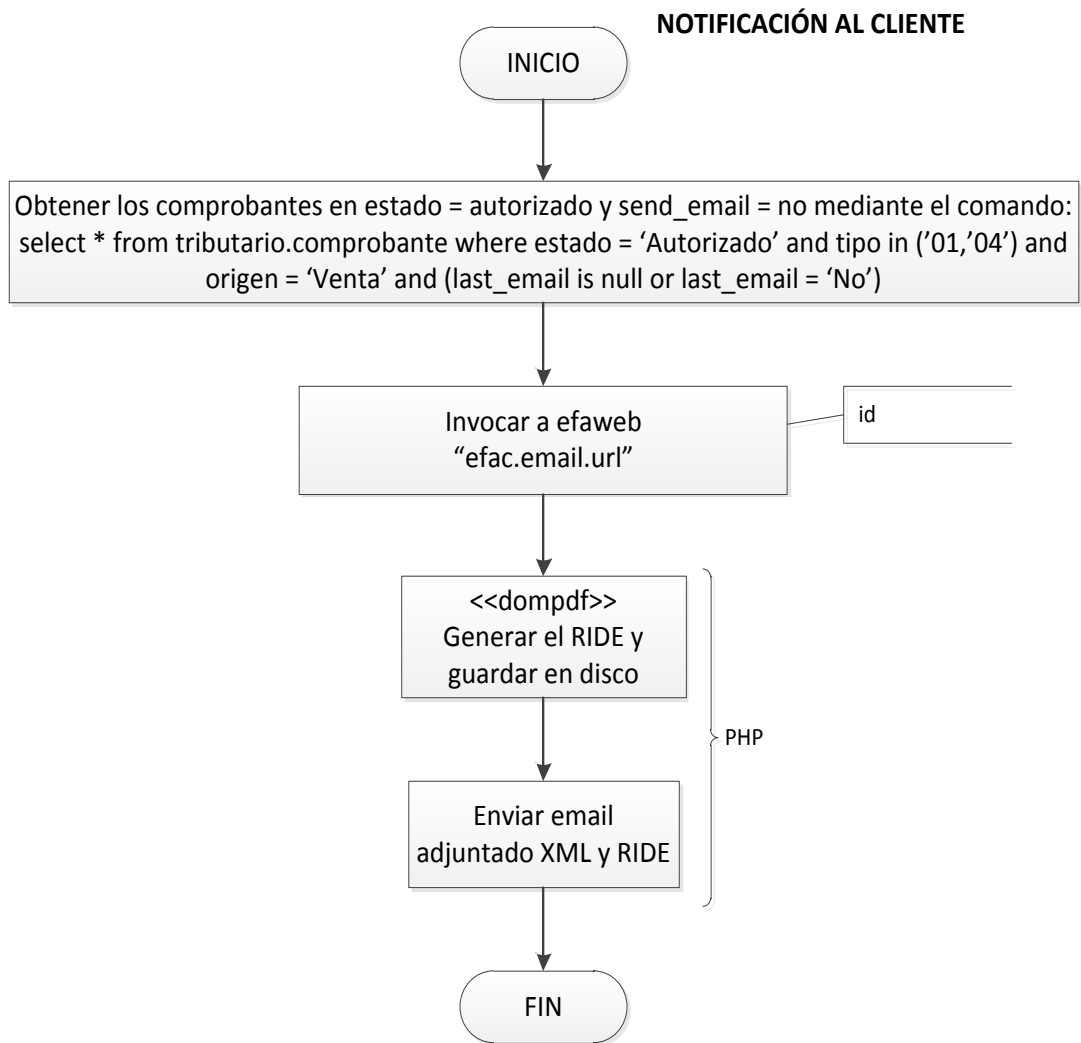 NOTIFICACIÓN AL CLIENTE
INICIO
Obtener los comprobantes en estado = autorizado y send_email = no mediante el comando:
select * from tributario.comprobante where estado = ‘Autorizado’ and tipo in (’01,’04’) and
origen = ‘Venta’ and (last_email is null or last_email = ‘No’)
Invocar a efaweb
“efac.email.url”
id
<<dompdf>>
Generar el RIDE y
guardar en disco
PHP
Enviar email
adjuntado XML y RIDE
FIN